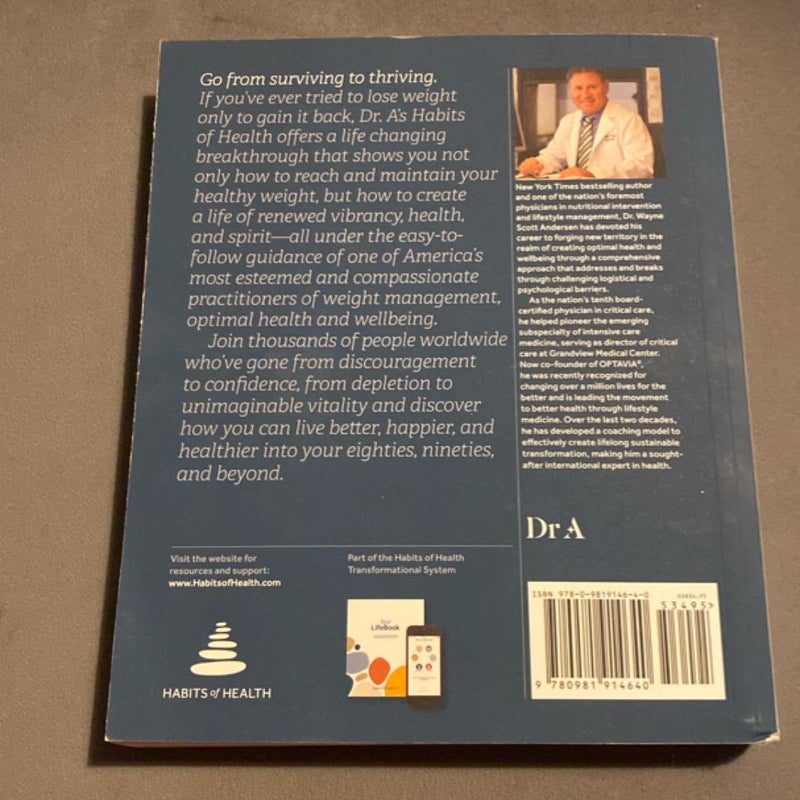 Go from surviving to thriving.
If you've ever tried to lose weight
only to gain it back, Dr. A's Habits
of Health offers a life changing
breakthrough that shows you not
only how to reach and maintain your
healthy weight, but how to create
a life of renewed vibrancy, health,
and spirit—all under the easy-to-
follow guidance of one of America's
most esteemed and compassionate
practitioners of weight management,
optimal health and wellbeing.
Join thousands of people worldwide
who've gone from discouragement
to confidence, from depletion to
unimaginable vitality and discover
how you can live better, happier, and
healthier into your eighties, nineties,
and beyond.
New York Times bestselling author
and one of the nation's foremost
physicians in nutritional intervention
and lifestyle management, Dr. Wayne
Scott Andersen has devoted his
career to forging new territory in the
realm of creating optimal health and
wellbeing through a comprehensive
approach that addresses and breaks
through challenging logistical and
psychological barriers.
As the nation's tenth board-
certified physician in critical care,
he helped pioneer the emerging
subspecialty of intensive care
medicine, serving as director of critical
care at Grandview Medical Center.
Now co-founder of OPTAVIA®,
he was recently recognized for
changing over a million lives for the
better and is leading the movement
to better health through lifestyle
medicine. Over the last two decades,
he has developed a coaching model to
effectively create lifelong sustainable
transformation, making him a sought-
after international expert in health.
Dr A
Visit the website for
resources and support:
www.HabitsofHealth.com
HABITS of HEALTH
Part of the Habits of Health
Transformational System
Your
LifeBook
ISBN 978-0-9819146-4-0
US$34.95
53495>
9 780981 914640